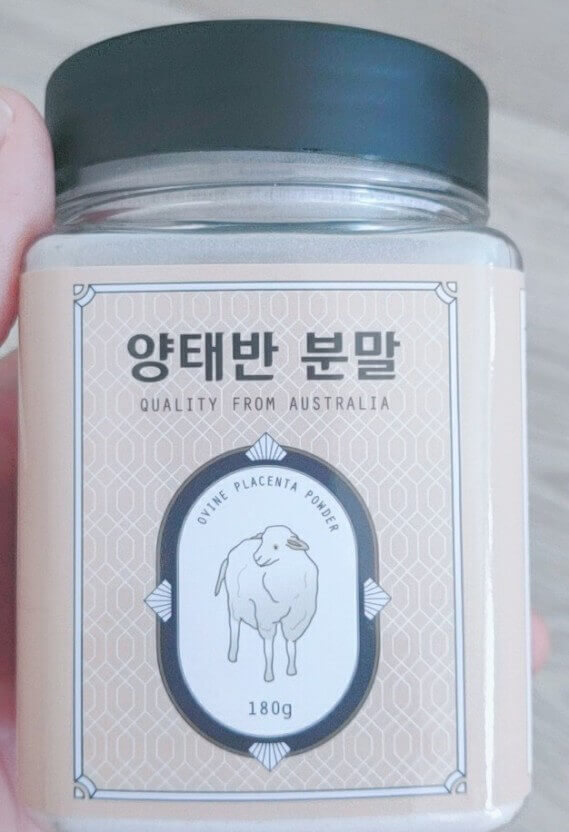 양태반 분말
QUALITY FROM AUSTRALIA
OVINE PLACENTA POWDER
180g